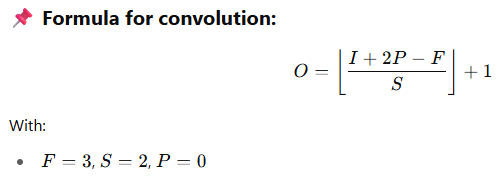 📌 Formula for convolution:
O = ⌊(I + 2P − F) / S⌋ + 1
With:
• F = 3, S = 2, P = 0